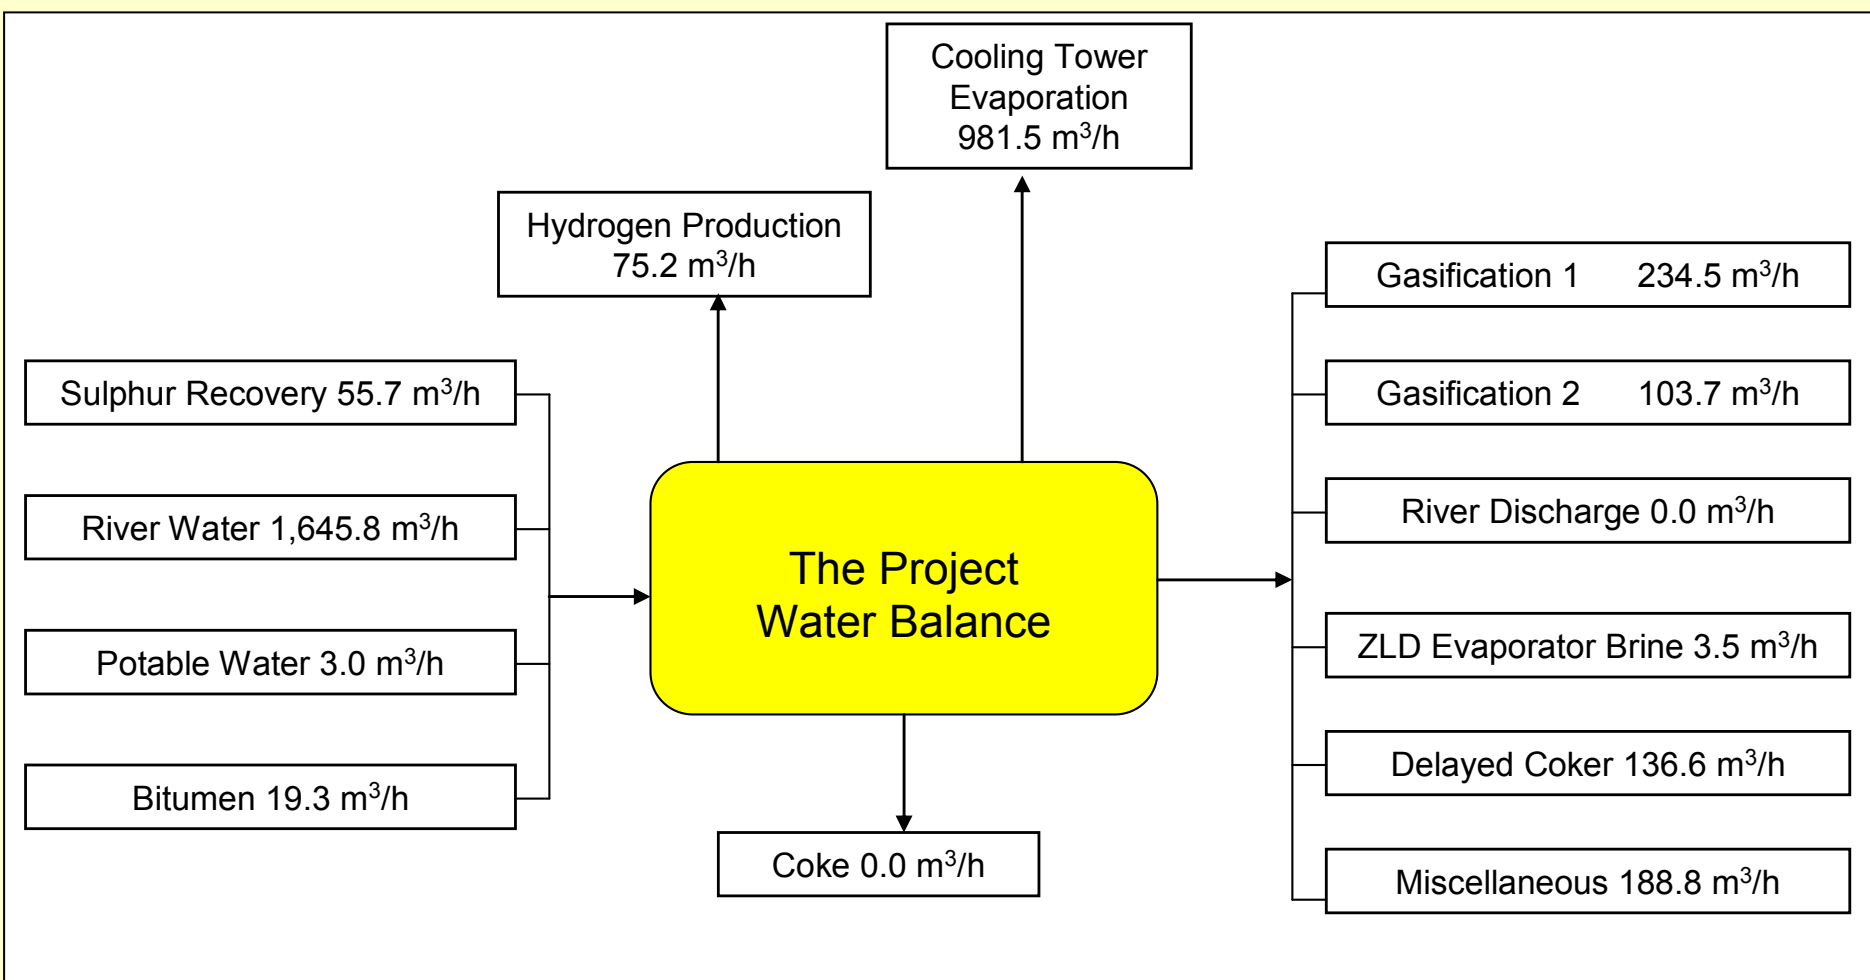 Cooling Tower
Evaporation
981.5 m³/h
Hydrogen Production
75.2 m³/h
Sulphur Recovery 55.7 m³/h
River Water 1,645.8 m³/h
Potable Water 3.0 m³/h
Bitumen 19.3 m³/h
The Project
Water Balance
Coke 0.0 m³/h
Gasification 1 234.5 m³/h
Gasification 2 103.7 m³/h
River Discharge 0.0 m³/h
ZLD Evaporator Brine 3.5 m³/h
Delayed Coker 136.6 m³/h
Miscellaneous 188.8 m³/h